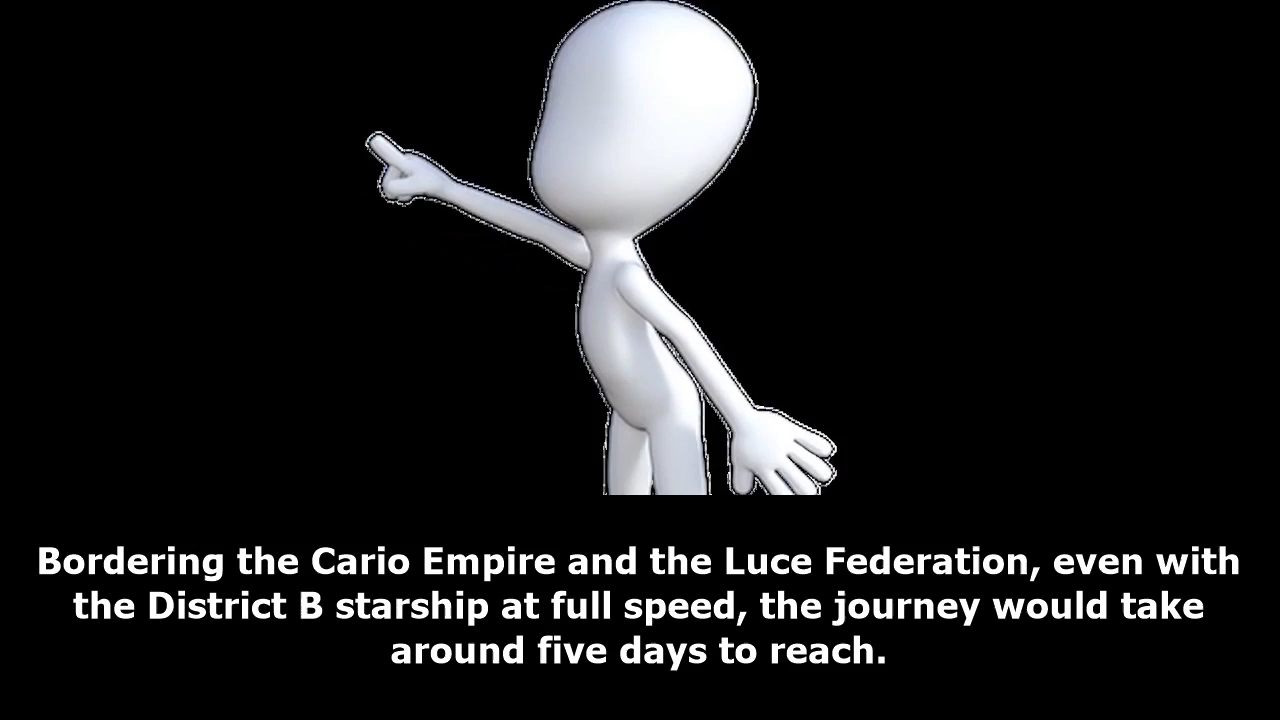 Bordering the Cario Empire and the Luce Federation, even with
the District B starship at full speed, the journey would take
around five days to reach.